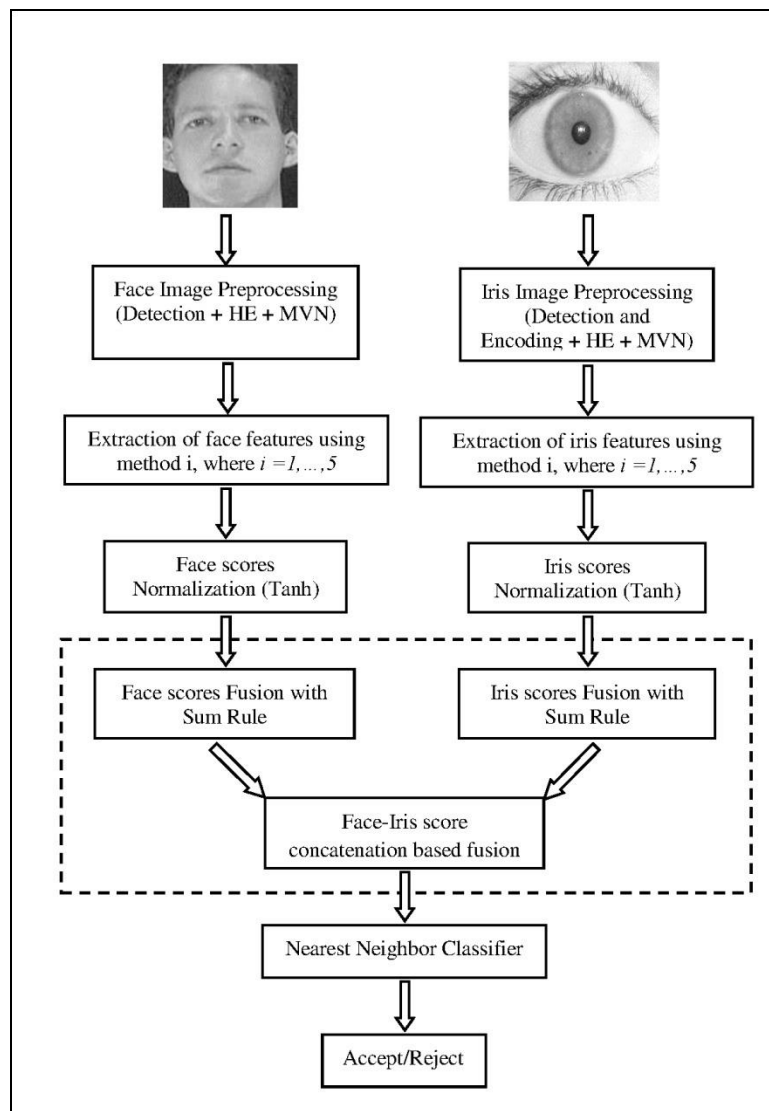 Face Image Preprocessing
(Detection + HE + MVN)
Iris Image Preprocessing
(Detection and
Encoding + HE + MVN)
Extraction of face features using
method i, where i =1,...,5
Extraction of iris features using
method i, where i =1,...,5
Face scores
Normalization (Tanh)
Iris scores
Normalization (Tanh)
Face scores Fusion with
Sum Rule
Iris scores Fusion with
Sum Rule
Face-Iris score
concatenation based fusion
Nearest Neighbor Classifier
Accept/Reject